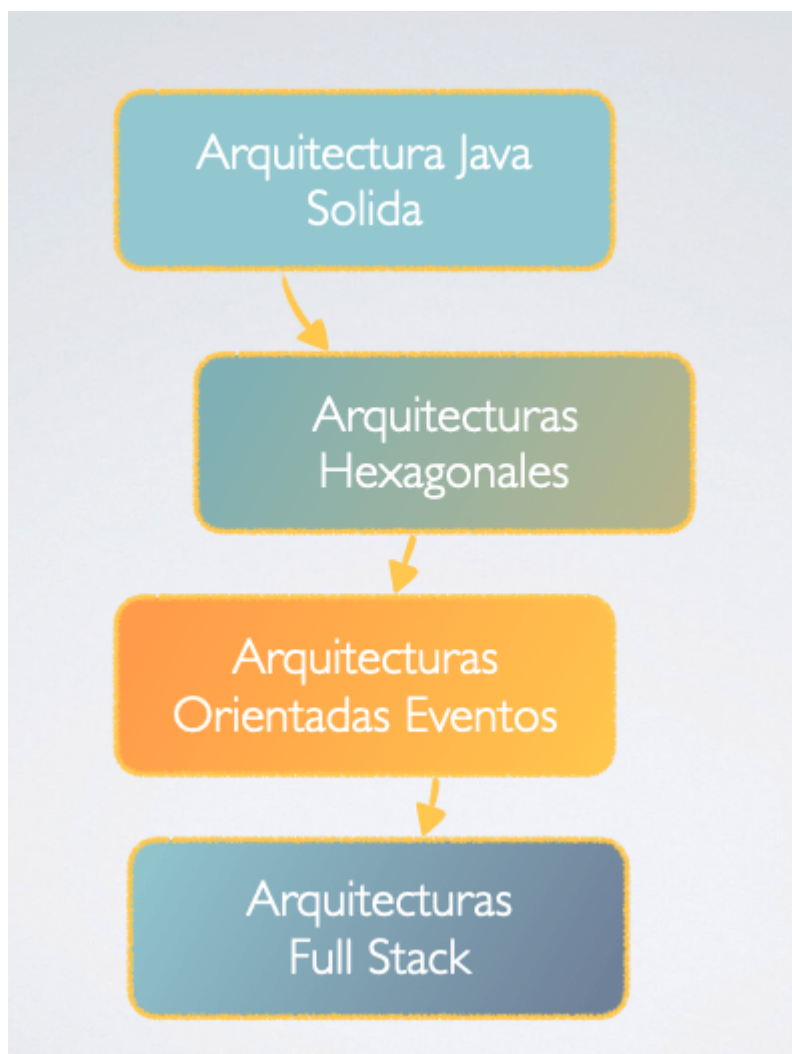 Arquitectura Java
Solida
Arquitecturas
Hexagonales
Arquitecturas
Orientadas Eventos
Arquitecturas
Full Stack